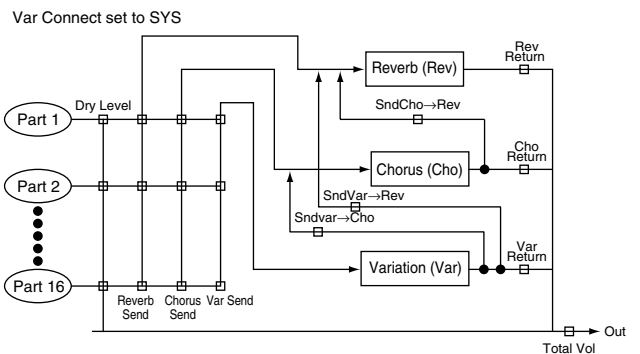 Var Connect set to SYS
Rev
Return
Reverb (Rev)
Dry Level
SndCho→Rev
Part 1
Cho
Return
Chorus (Cho)
Part 2
SndVar→Rev
Sndvar→Cho
Var
Return
Variation (Var)
Part 16
Reverb
Send
Chorus
Send
Var Send
Out
Total Vol